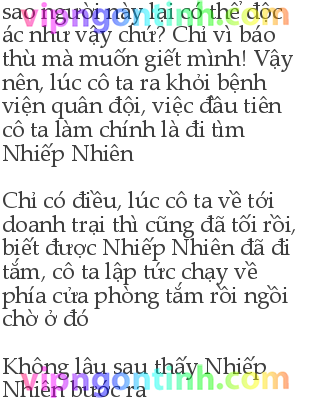 sao người này lại có thể độc
ác như vậy chứ? Chỉ vì báo
thù mà muốn giết mình! Vậy
nên, lúc cô ta ra khỏi bệnh
viện quân đội, việc đầu tiên
cô ta làm chính là đi tìm
Nhiếp Nhiên
Chỉ có điều, lúc cô ta về tới
doanh trại thì cũng đã tối rồi,
biết được Nhiếp Nhiên đã đi
tắm, cô ta lập tức chạy về
phía cửa phòng tắm rồi ngồi
chờ ở đó
Không lâu sau thấy Nhiếp
Nhiên bước ra
vipngontinh.com
vipngontinh.com